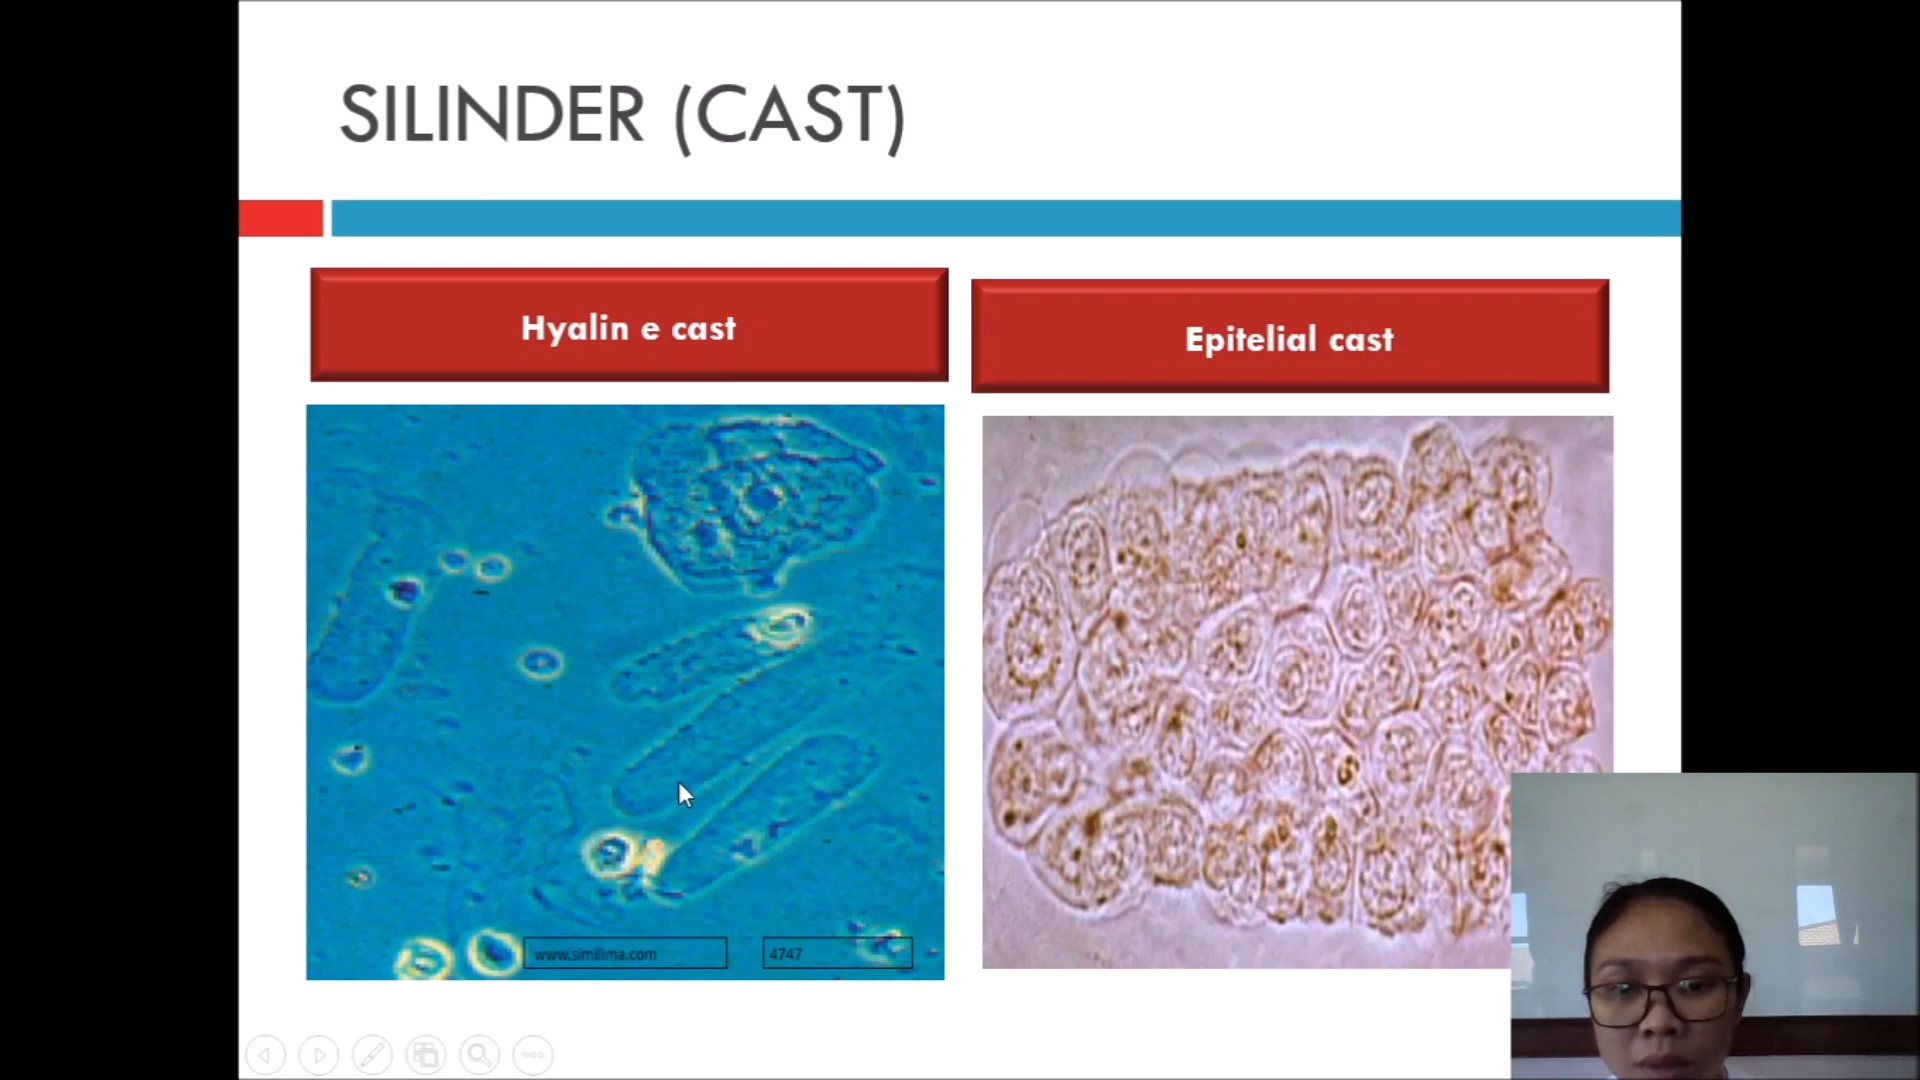 SILINDER (CAST)
Hyalin e cast
Epitelial cast
www.similima.com
4747